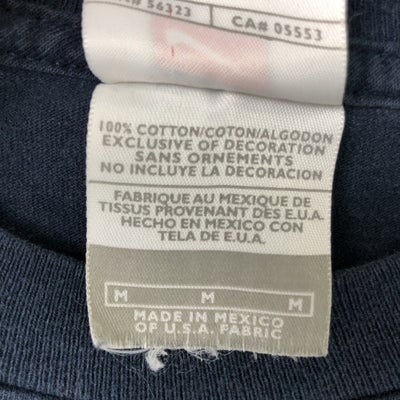 56323
CA# 05553
100% COTTON/COTON/ALGODON
EXCLUSIVE OF DECORATION
SANS ORNEMENTS
NO INCLUYE LA DECORACION
FABRIQUE AU MEXIQUE DE
TISSUS PROVENANT DES E.U.A.
HECHO EN MEXICO CON
TELA DE E.U.A.
M M M
MADE IN MEXICO
OF U.S.A. FABRIC